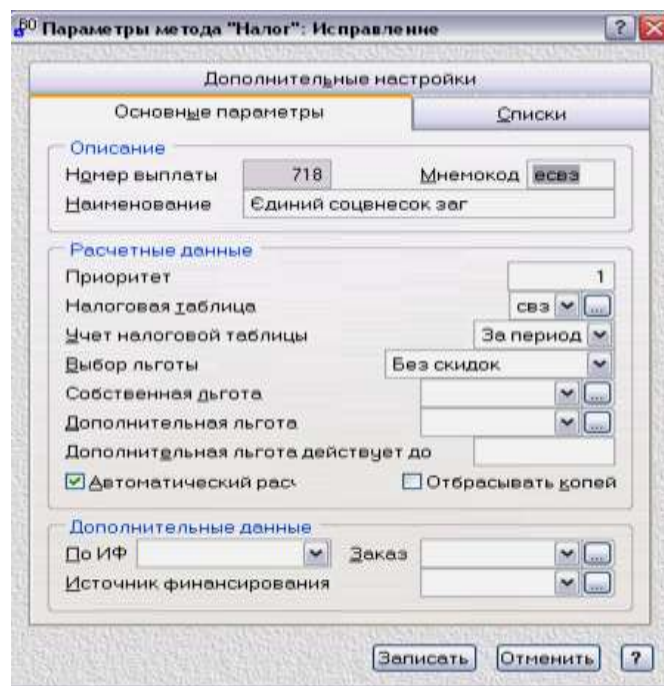 BO Параметры метода "Налог": Исправление ? X
Дополнительные настройки
Основные параметры Списки
Описание
Номер выплаты 718 Мнемокод есвз
Наименование Єдиний соцвнесок заг
Расчетные данные
Приоритет 1
Налоговая таблица свз ...
Учет налоговой таблицы За период
Выбор льготы Без скидок
Собственная льгота ...
Дополнительная льгота ...
Дополнительная льгота действует до
Автоматический рас Отбрасывать копей
Дополнительные данные
По ИФ Заказ ...
Источник финансирования ...
Записать Отменить ?